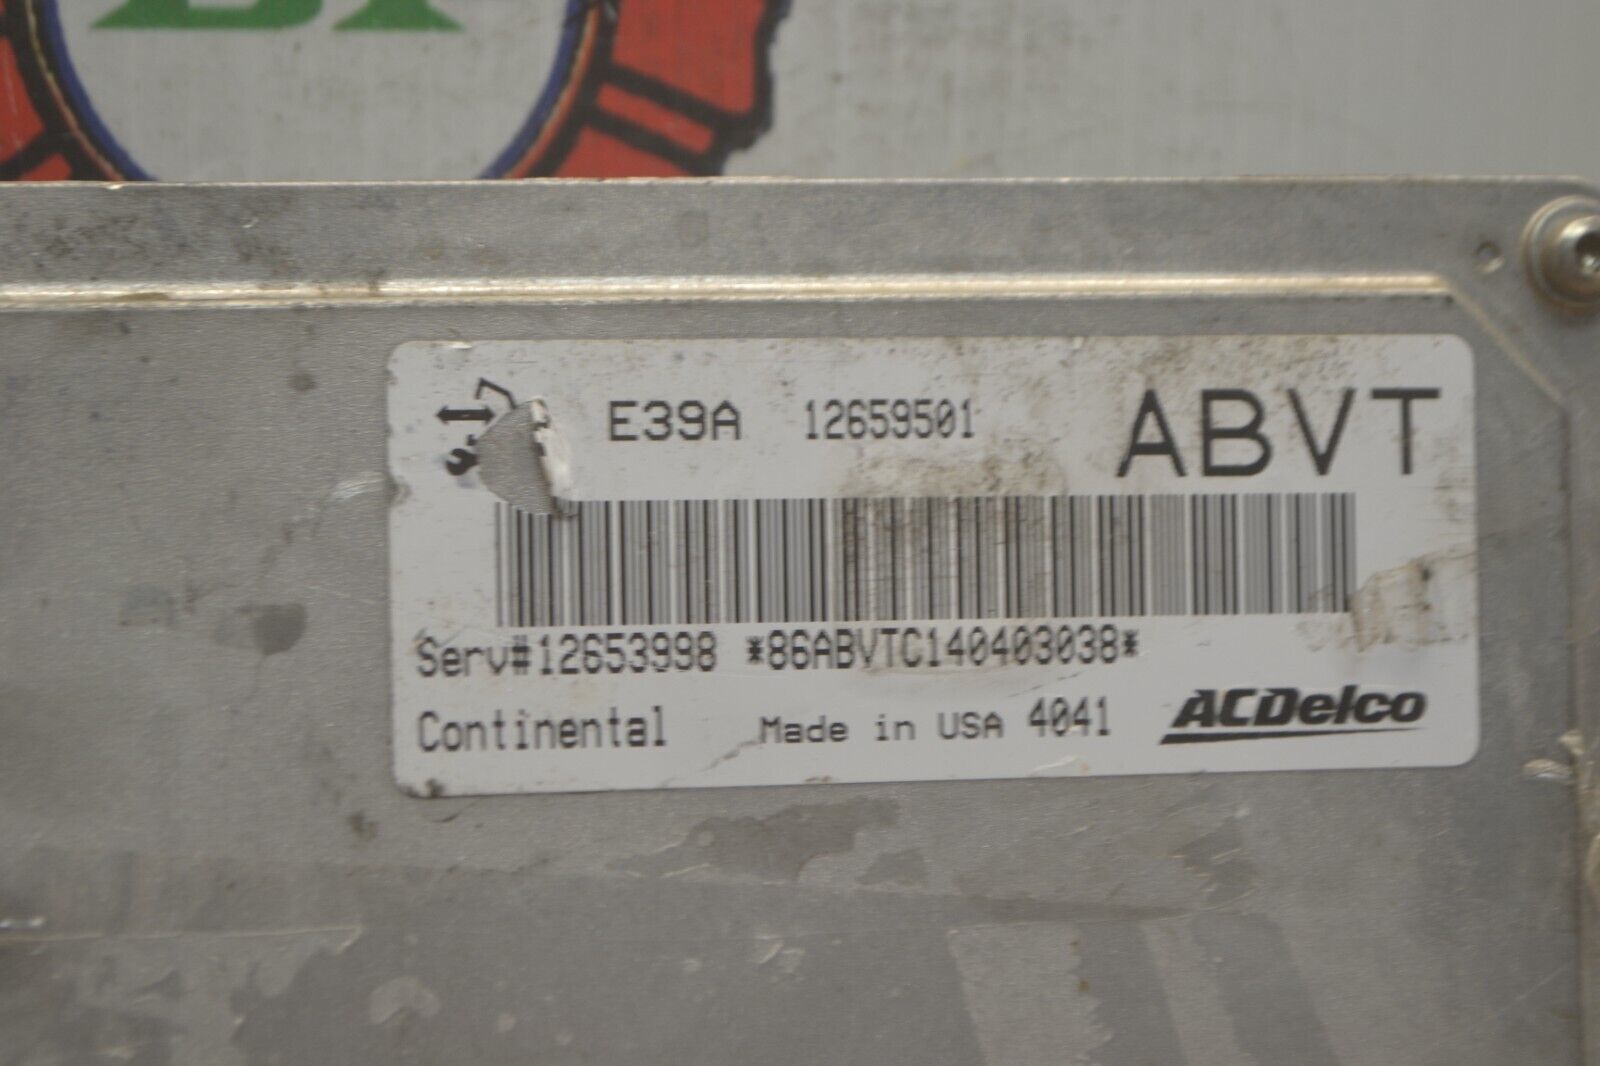 E39A 12659501 ABVT
Serv#12653998 *86ABVTC140403038*
Continental Made in USA 4041 ACDelco